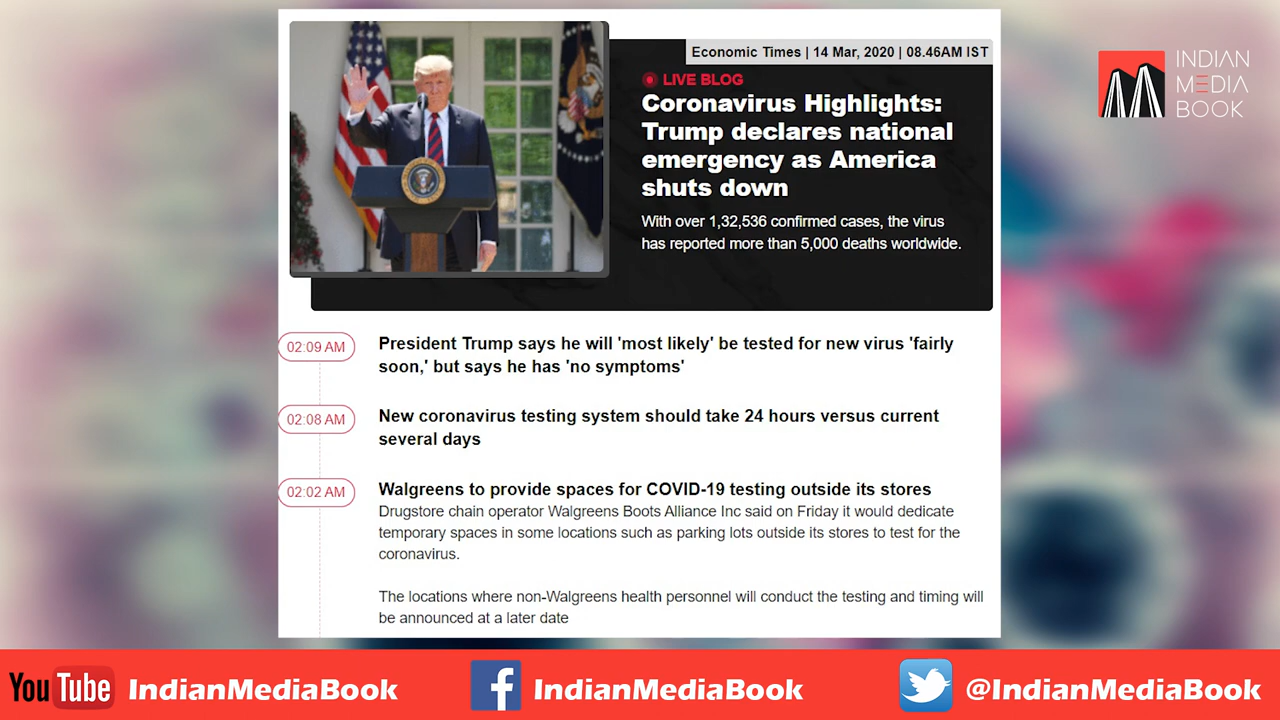 Economic Times | 14 Mar, 2020 | 08.46AM IST
LIVE BLOG
Coronavirus Highlights:
Trump declares national
emergency as America
shuts down
With over 1,32,536 confirmed cases, the virus
has reported more than 5,000 deaths worldwide.
INDIAN
MEDIA
BOOK
02:09 AM
President Trump says he will 'most likely' be tested for new virus 'fairly
soon,' but says he has 'no symptoms'
02:08 AM
New coronavirus testing system should take 24 hours versus current
several days
02:02 AM
Walgreens to provide spaces for COVID-19 testing outside its stores
Drugstore chain operator Walgreens Boots Alliance Inc said on Friday it would dedicate
temporary spaces in some locations such as parking lots outside its stores to test for the
coronavirus.
The locations where non-Walgreens health personnel will conduct the testing and timing will
be announced at a later date
YouTube IndianMediaBook
f IndianMediaBook
@IndianMediaBook